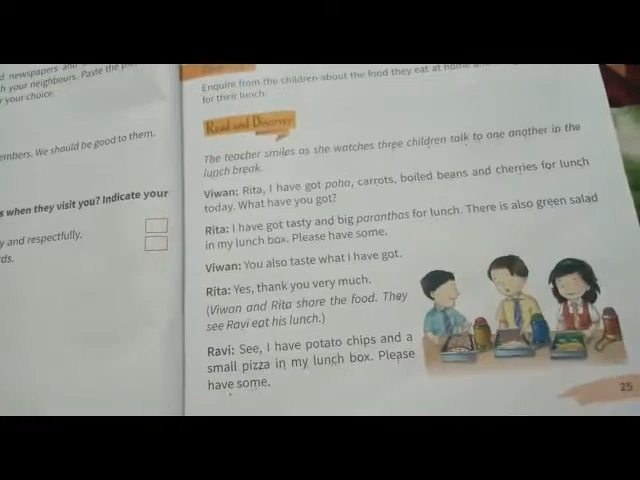 d newspapers and
h your neighbours. Paste the
r your choice.
embers. We should be good to them.
s when they visit you? Indicate your
y and respectfully.
rds.
Enquire from the children about the food they eat at home and
for their lunch.
Read and Discover
The teacher smiles as she watches three children talk to one another in the
lunch break.
Viwan: Rita, I have got poha, carrots, boiled beans and cherries for lunch
today. What have you got?
Rita: I have got tasty and big paranthas for lunch. There is also green salad
in my lunch box. Please have some.
Viwan: You also taste what I have got.
Rita: Yes, thank you very much.
(Viwan and Rita share the food. They
see Ravi eat his lunch.)
Ravi: See, I have potato chips and a
small pizza in my lunch box. Please
have some.
25